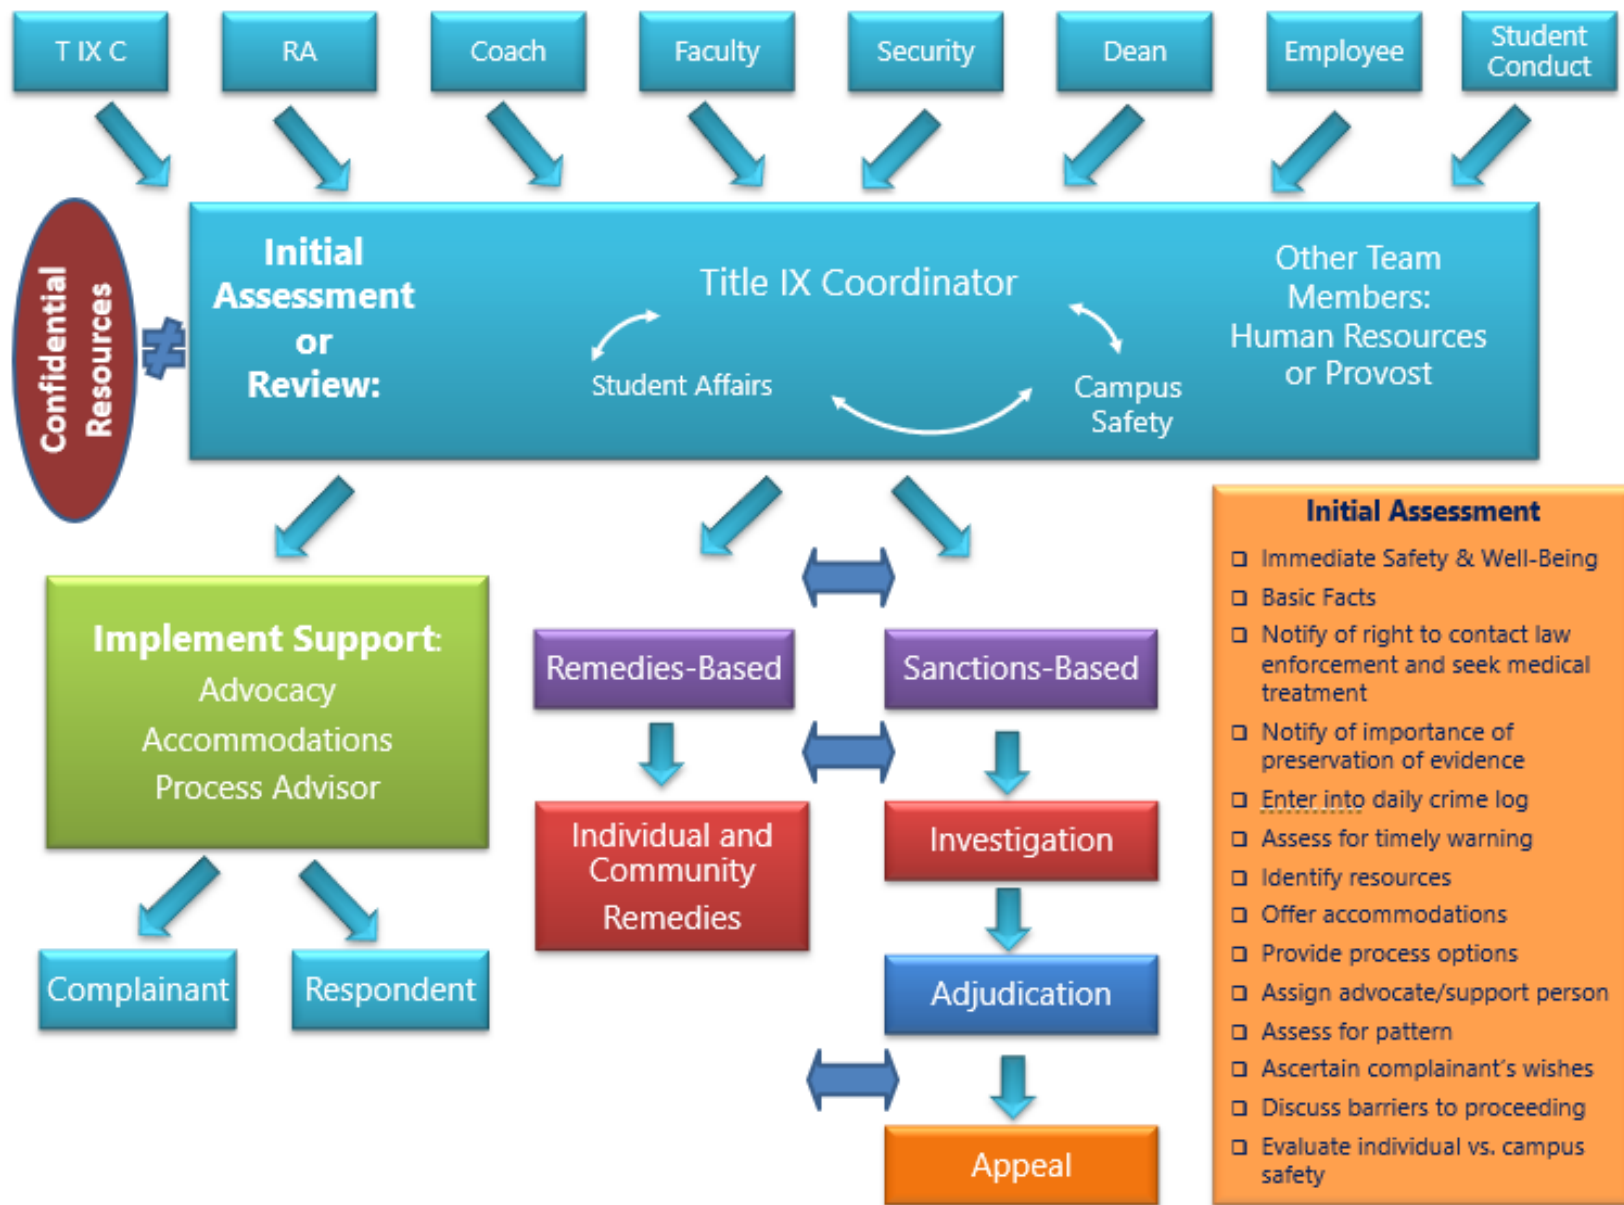 T IX C
RA
Coach
Faculty
Security
Dean
Employee
Student
Conduct
Confidential
Resources
≠
Initial
Assessment
or
Review:
Title IX Coordinator
Student Affairs
Campus
Safety
Other Team
Members:
Human Resources
or Provost
Implement Support:
Advocacy
Accommodations
Process Advisor
Complainant
Respondent
Remedies-Based
Individual and
Community
Remedies
Sanctions-Based
Investigation
Adjudication
Appeal
Initial Assessment
❑ Immediate Safety & Well-Being
❑ Basic Facts
❑ Notify of right to contact law
enforcement and seek medical
treatment
❑ Notify of importance of
preservation of evidence
❑ Enter into daily crime log
❑ Assess for timely warning
❑ Identify resources
❑ Offer accommodations
❑ Provide process options
❑ Assign advocate/support person
❑ Assess for pattern
❑ Ascertain complainant's wishes
❑ Discuss barriers to proceeding
❑ Evaluate individual vs. campus
safety